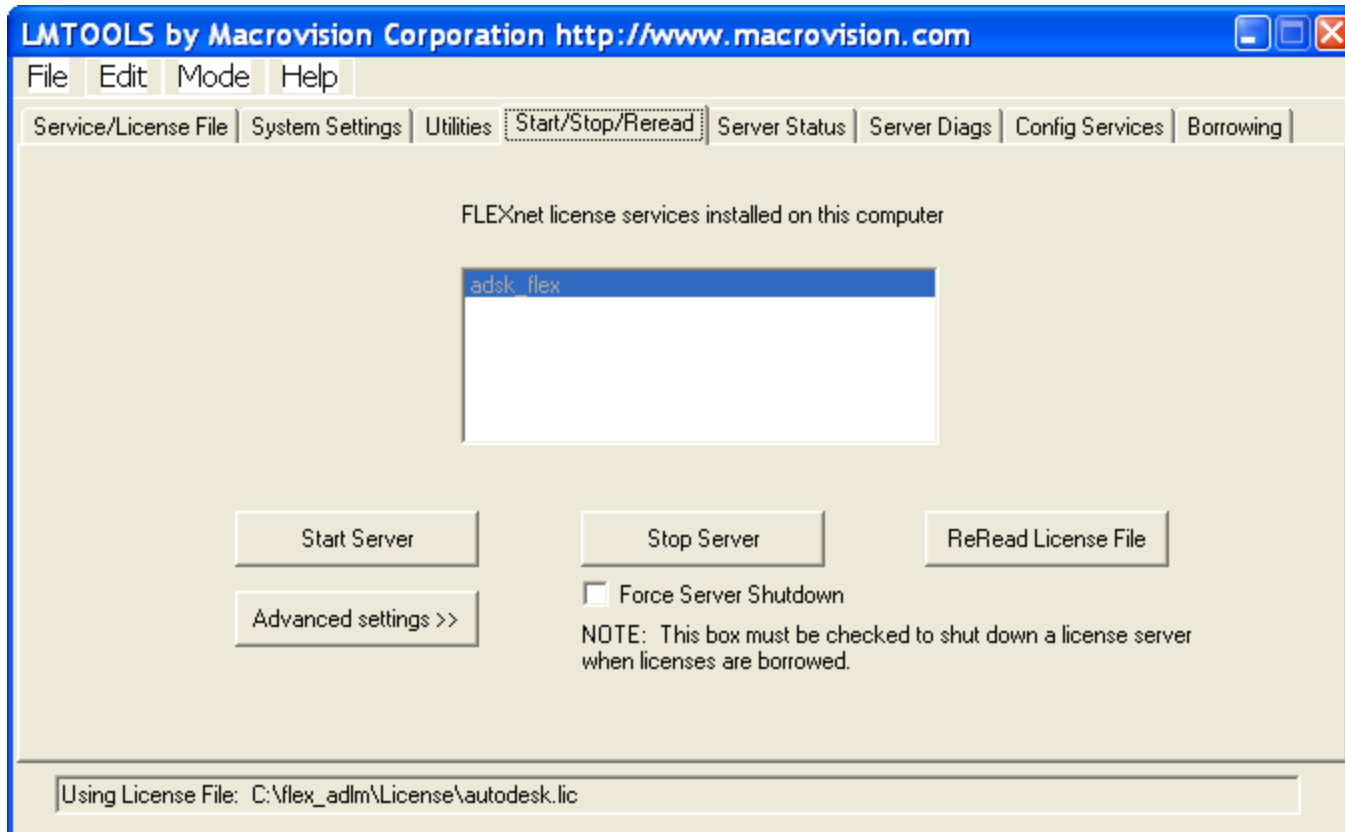 LMTOOLS by Macrovision Corporation http://www.macrovision.com
File Edit Mode Help
Service/License File System Settings Utilities Start/Stop/Reread Server Status Server Diags Config Services Borrowing
FLEXnet license services installed on this computer
adsk_flex
Start Server Stop Server ReRead License File
Advanced settings >> Force Server Shutdown
NOTE: This box must be checked to shut down a license server
when licenses are borrowed.
Using License File: C:\flex_adlm\License\autodesk.lic